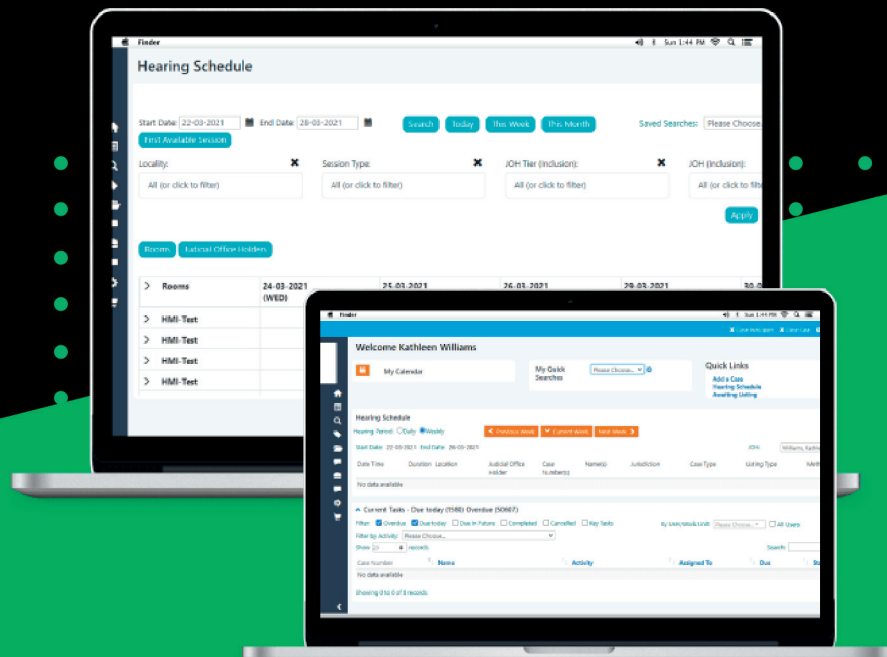 Finder
Sun 1:44 PM
Hearing Schedule
Start Date: 22-03-2021 End Date: 28-03-2021 Search Today This Week This Month Saved Searches: Please Choose..
First Available Session
Locality: Session Type: JOH Tier (Inclusion): JOH (Inclusion):
All (or click to filter) All (or click to filter) All (or click to filter) All (or click to filte
Apply
Rooms Judicial Office Holders
Rooms 24-03-2021 25-03-2021 26-03-2021 29-03-2021 30-0
(WED)
HMI-Test
HMI-Test
HMI-Test
HMI-Test
Finder
Sun 1:44 PM
Welcome Kathleen Williams
My Calendar
My Quick Searches Please Choose...
Quick Links
Add a Case
Hearing Schedule
Awaiting Listing
Hearing Schedule
Hearing Period: Daily Weekly Previous Week Current Week Next Week
Start Date: 22-03-2021 End Date: 26-03-2021 JOH:
Date Time Duration Location Judicial Office Case Name(s) Jurisdiction Case Type Listing Type
Holder Number(s)
No data available
Current Tasks - Due today (1560) Overdue (50607)
Filter: Overdue Due today Due in Future Completed Cancelled Key Tasks Please Choose... All Users
Filter by Activity: Please Choose...
Show records Search:
Case Number Name Activity Assigned To Due
No data available
Showing 0 to 0 of 0 records